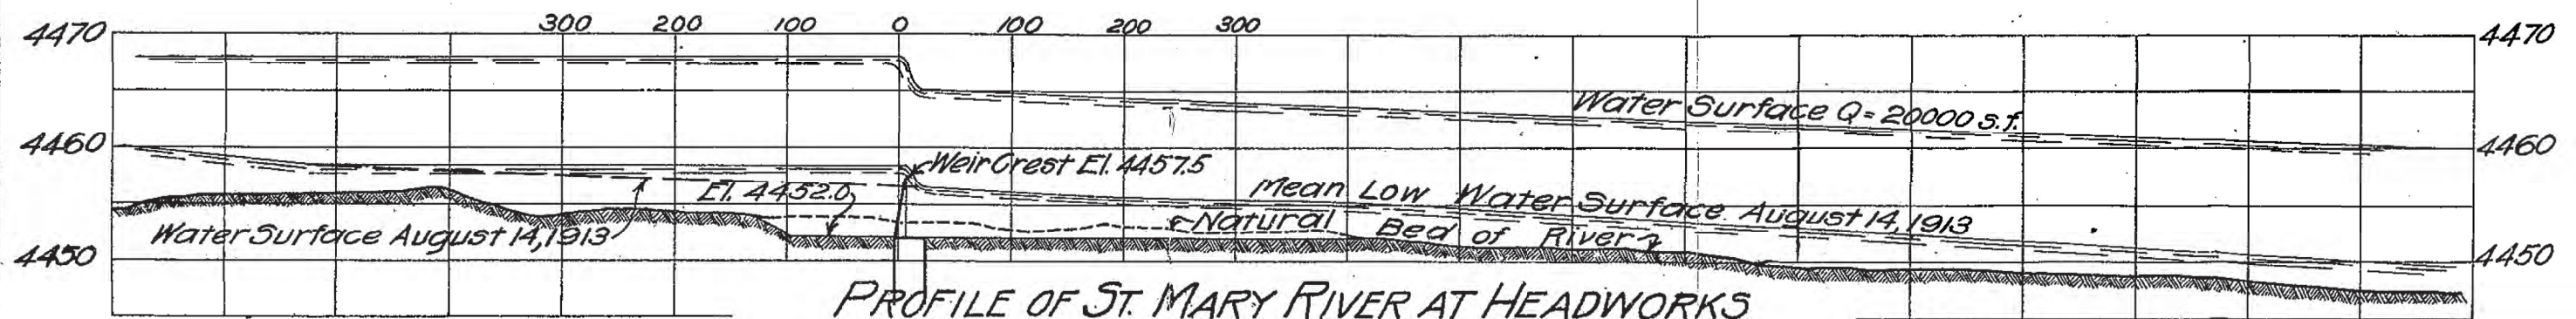 300 200 100 0 100 200 300
4470 4470
Water Surface Q=20000 s.f.
4460 4460
Weir Crest El. 4457.5
El. 4452.0
Mean Low Water Surface August 14, 1913
Natural Bed of River
Water Surface August 14, 1913
4450 4450
PROFILE OF ST. MARY RIVER AT HEADWORKS